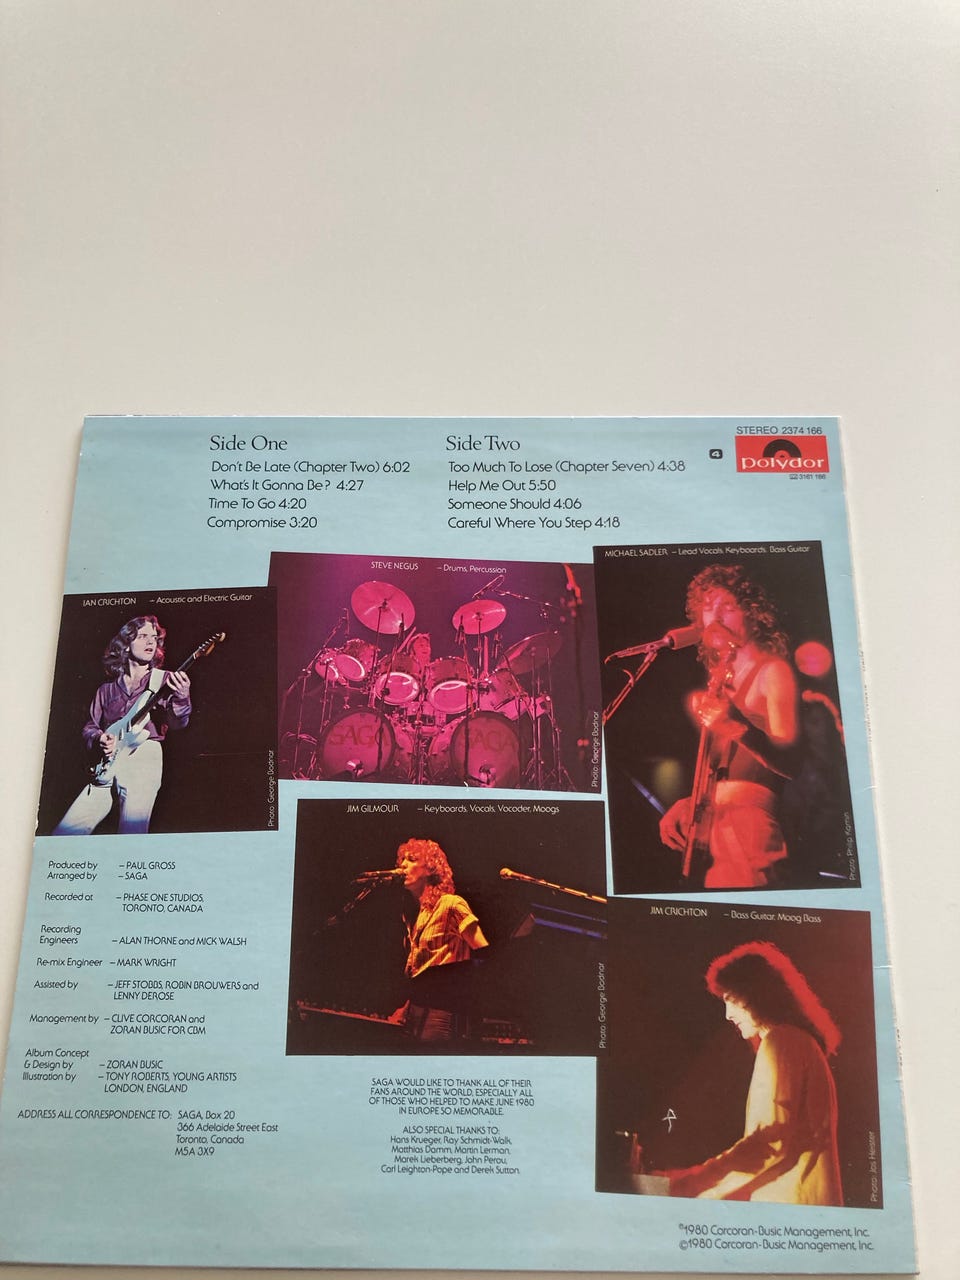 Side One
Don't Be Late (Chapter Two) 6:02
What's It Gonna Be? 4:27
Time To Go 4:20
Compromise 3:20
Side Two
Too Much To Lose (Chapter Seven) 4:38
Help Me Out 5:50
Someone Should 4:06
Careful Where You Step 4:18
4
STEREO 2374 166
polydor
3161 166
IAN CRICHTON – Acoustic and Electric Guitar
Photo: George Bodnar
STEVE NEGUS – Drums, Percussion
SAGA SAGA
Photo: George Bodnar
MICHAEL SADLER – Lead Vocals, Keyboards, Bass Guitar
Photo: Philip Kamin
JIM GILMOUR – Keyboards, Vocals, Vocoder, Moogs
Photo: George Bodnar
JIM CRICHTON – Bass Guitar, Moog Bass
Photo: Jos Heister
Produced by – PAUL GROSS
Arranged by – SAGA
Recorded at – PHASE ONE STUDIOS,
TORONTO, CANADA
Recording
Engineers – ALAN THORNE and MICK WALSH
Re-mix Engineer – MARK WRIGHT
Assisted by – JEFF STOBBS, ROBIN BROUWERS and
LENNY DEROSE
Management by – CLIVE CORCORAN and
ZORAN BUSIC FOR CBM
Album Concept
& Design by – ZORAN BUSIC
Illustration by – TONY ROBERTS, YOUNG ARTISTS
LONDON, ENGLAND
ADDRESS ALL CORRESPONDENCE TO: SAGA, Box 20
366 Adelaide Street East
Toronto, Canada
M5A 3X9
SAGA WOULD LIKE TO THANK ALL OF THEIR
FANS AROUND THE WORLD, ESPECIALLY ALL
OF THOSE WHO HELPED TO MAKE JUNE 1980
IN EUROPE SO MEMORABLE.
ALSO SPECIAL THANKS TO:
Hans Krueger, Ray Schmidt-Walk,
Matthias Damm, Martin Lerman,
Marek Lieberberg, John Perou,
Carl Leighton-Pope and Derek Sutton.
℗1980 Corcoran-Busic Management, Inc.
©1980 Corcoran-Busic Management, Inc.